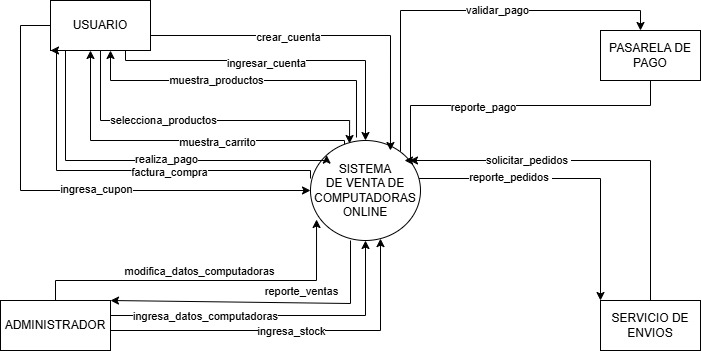 USUARIO
validar_pago
crear_cuenta
PASARELA DE
PAGO
ingresar_cuenta
muestra_productos
reporte_pago
selecciona_productos
muestra_carrito
realiza_pago
solicitar_pedidos
factura_compra
SISTEMA
DE VENTA DE
COMPUTADORAS
ONLINE
reporte_pedidos
ingresa_cupon
modifica_datos_computadoras
reporte_ventas
ADMINISTRADOR
ingresa_datos_computadoras
ingresa_stock
SERVICIO DE
ENVIOS